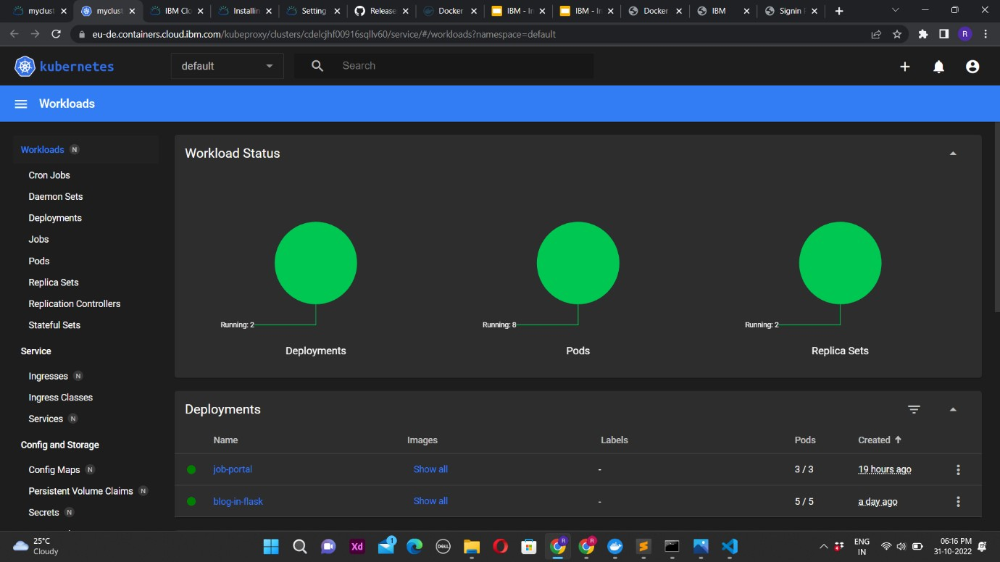 myclust
myclust
IBM Clo
Installin
Setting
Release
Docker
IBM - In
IBM - In
Docker
IBM
Signin F
eu-de.containers.cloud.ibm.com/kubeproxy/clusters/cdelcjhf00916sqllv60/service/#/workloads?namespace=default
R
kubernetes
default
Search
Workloads
Workloads N
Cron Jobs
Daemon Sets
Deployments
Jobs
Pods
Replica Sets
Replication Controllers
Stateful Sets
Service
Ingresses N
Ingress Classes
Services N
Config and Storage
Config Maps N
Persistent Volume Claims N
Secrets N
Workload Status
Running: 2
Running: 8
Running: 2
Deployments
Pods
Replica Sets
Deployments
Name Images Labels Pods Created
job-portal Show all - 3 / 3 19 hours ago
blog-in-flask Show all - 5 / 5 a day ago
25°C
Cloudy
Xd
1
DELL
R
R
ENG
IN
06:16 PM
31-10-2022